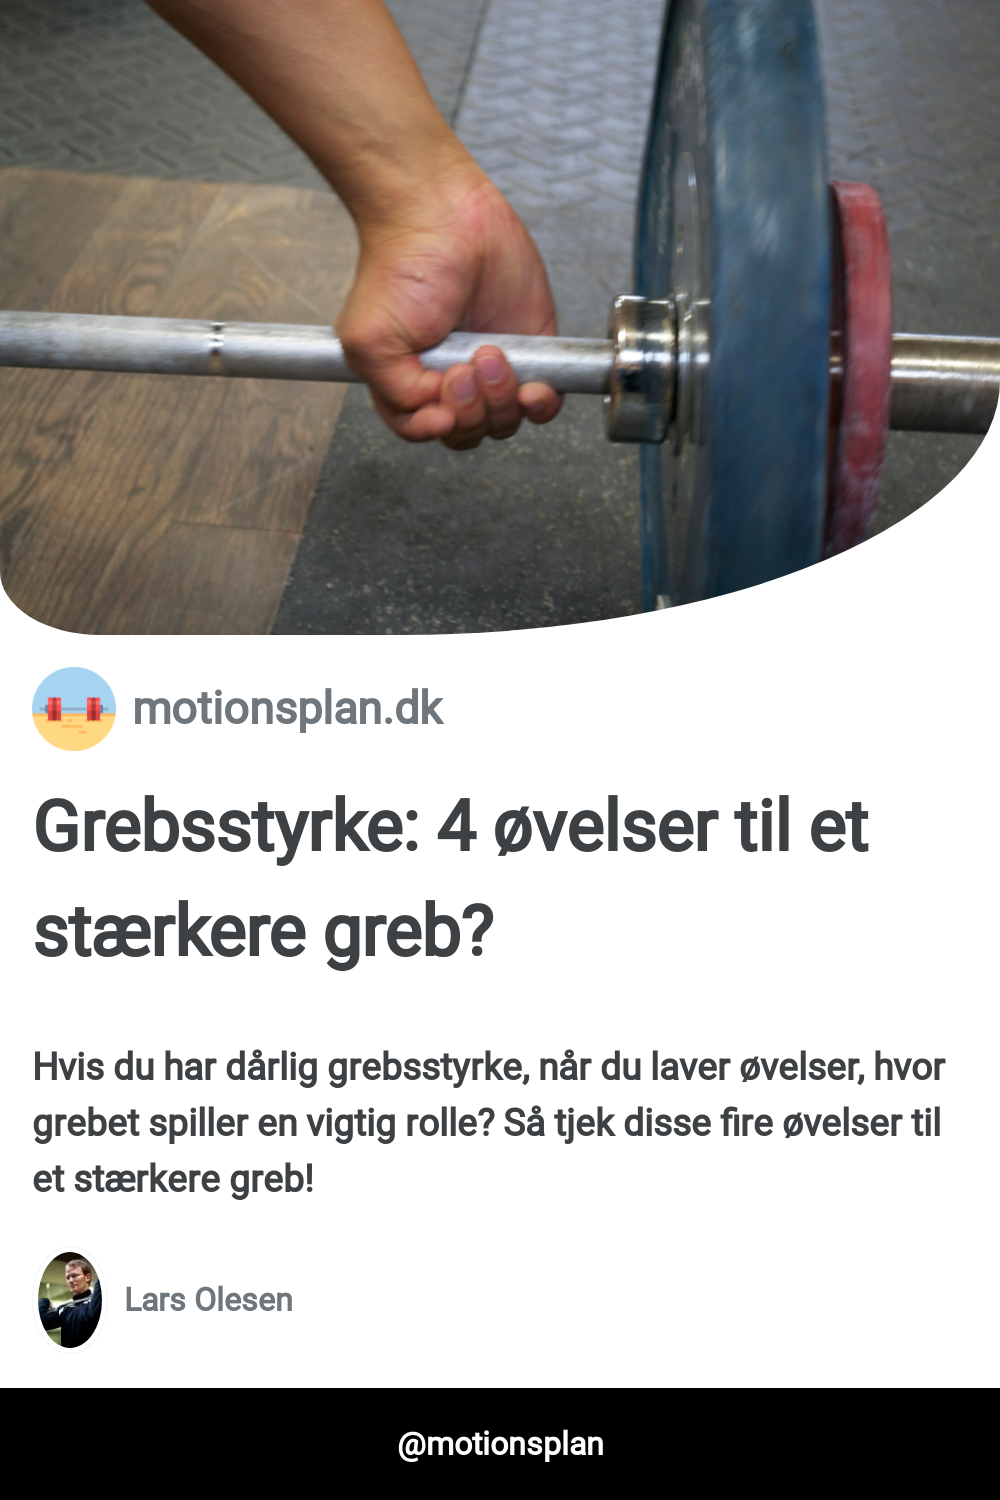 motionsplan.dk
Grebsstyrke: 4 øvelser til et
stærkere greb?
Hvis du har dårlig grebsstyrke, når du laver øvelser, hvor
grebet spiller en vigtig rolle? Så tjek disse fire øvelser til
et stærkere greb!
Lars Olesen
@motionsplan